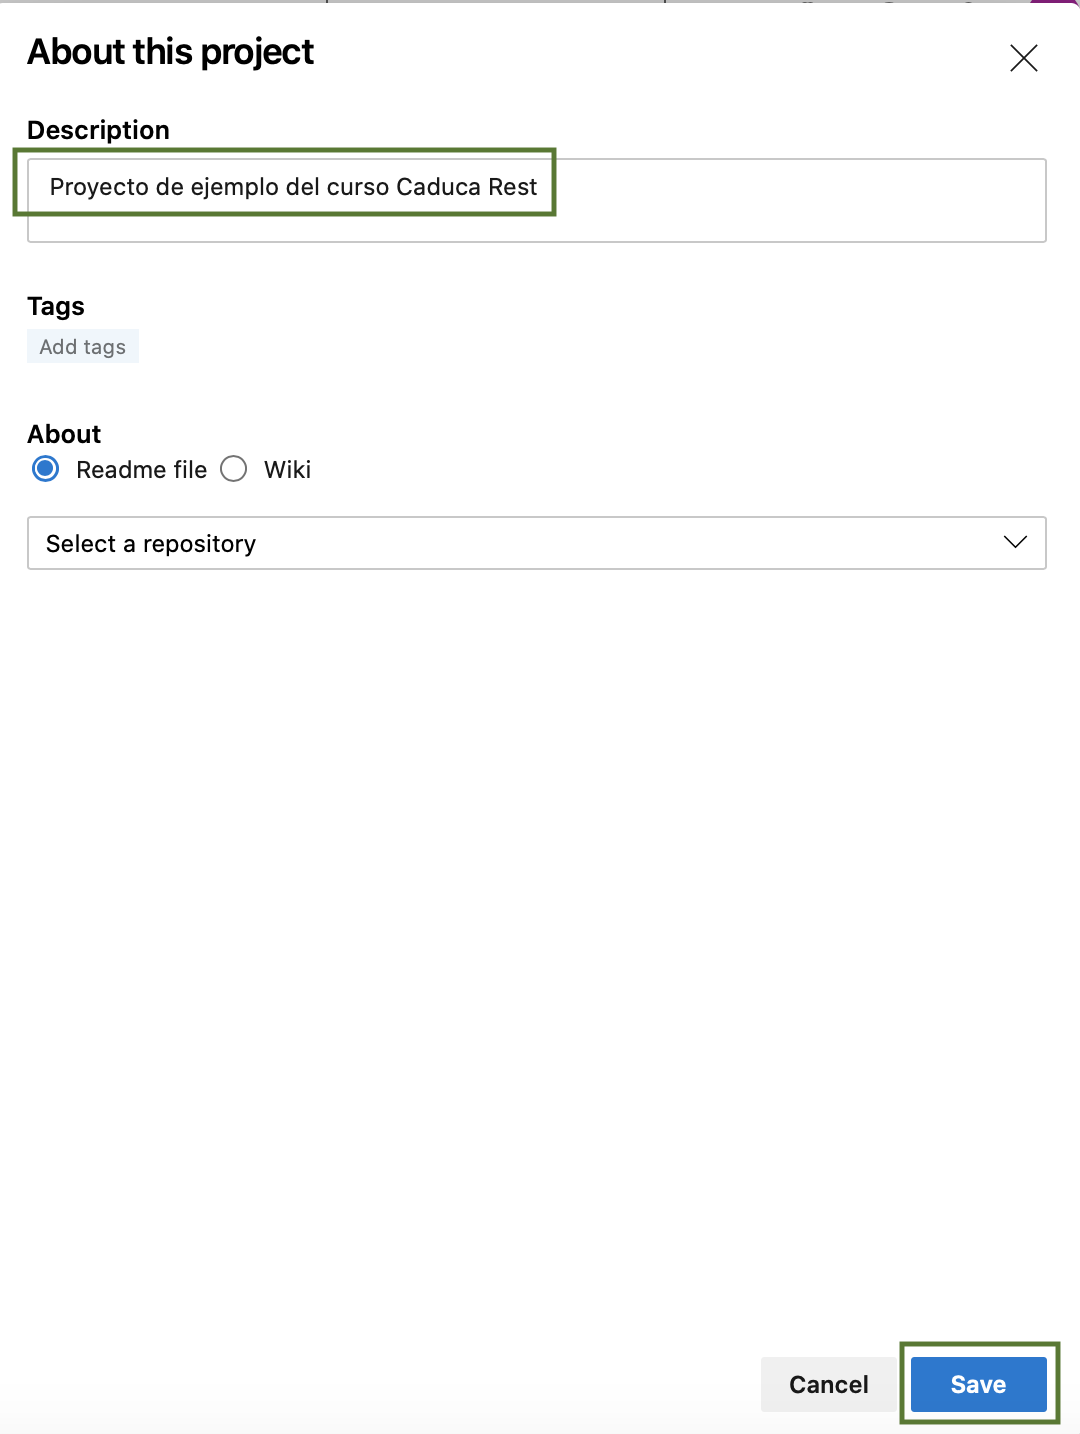 About this project
Description
Proyecto de ejemplo del curso Caduca Rest
Tags
Add tags
About
Readme file Wiki
Select a repository
Cancel Save